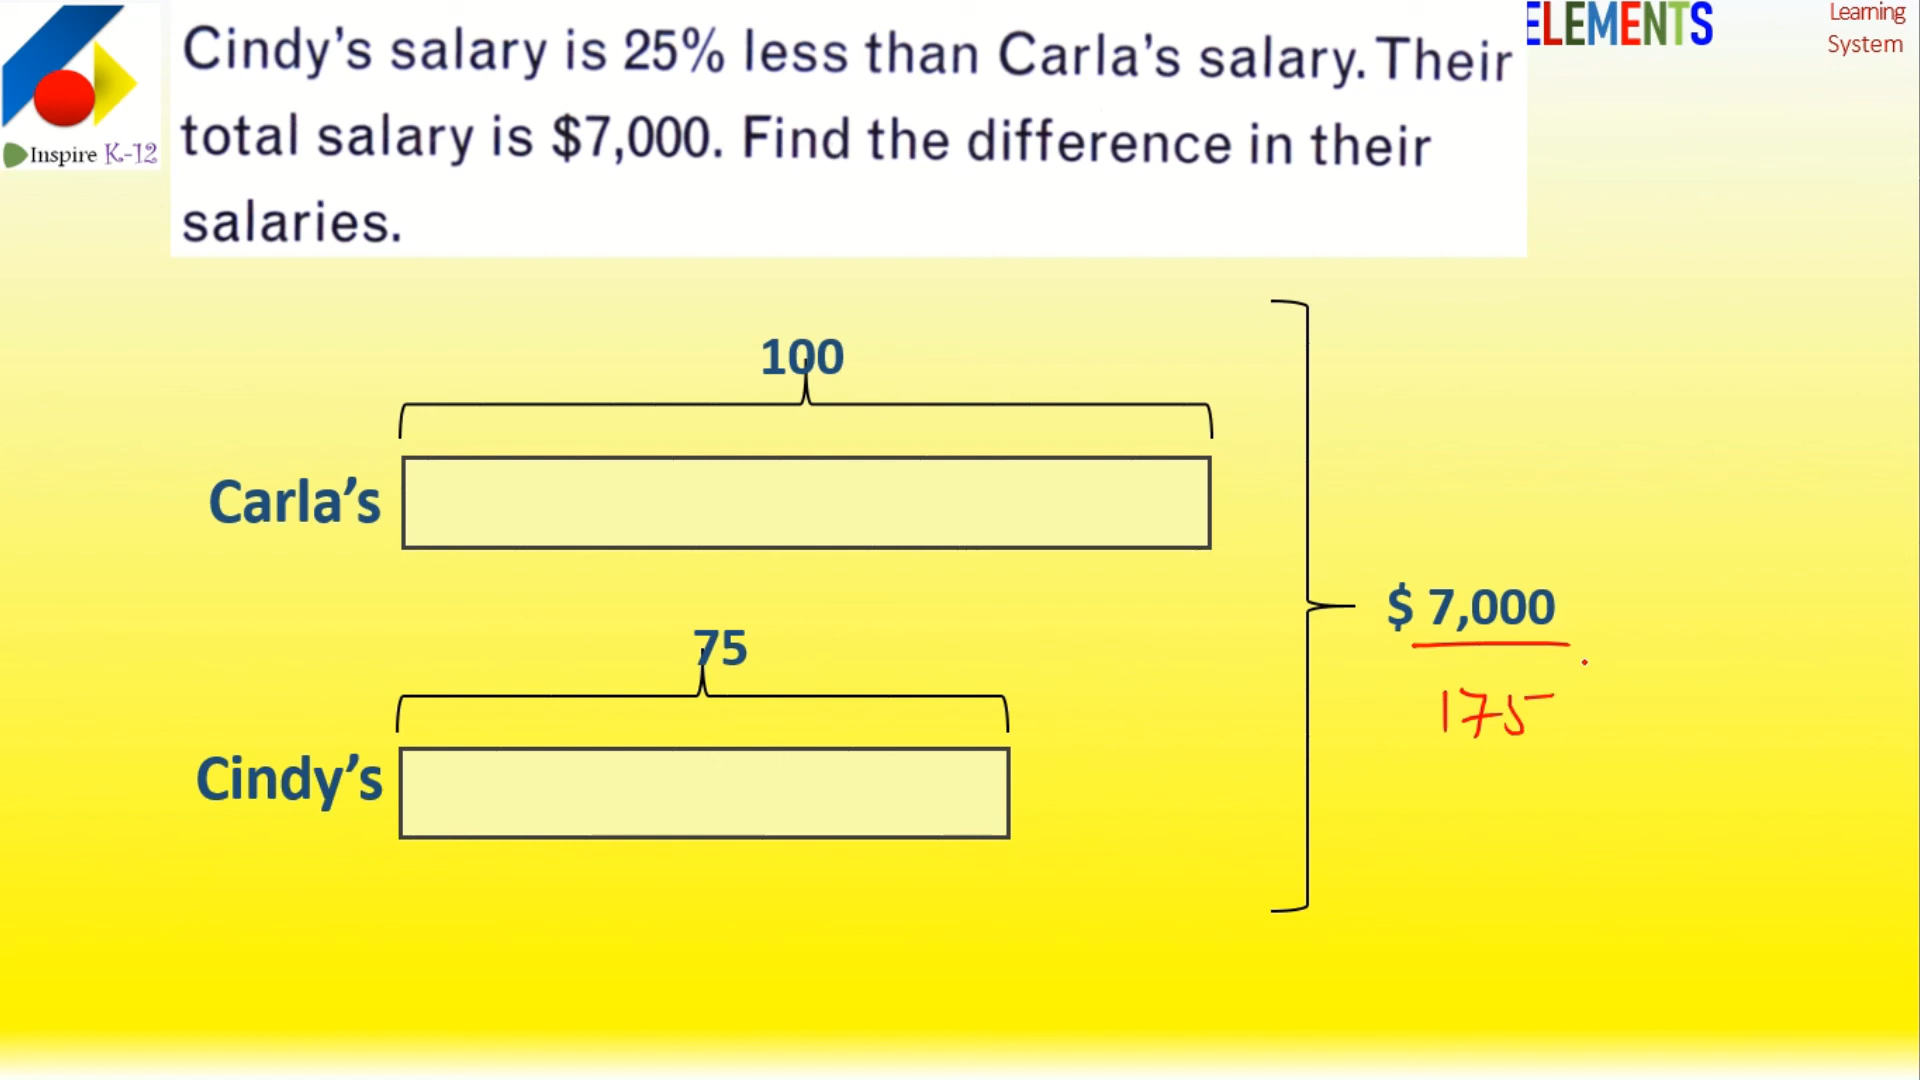 Cindy's salary is 25% less than Carla's salary. Their
total salary is $7,000. Find the difference in their
salaries.
ELEMENTS
Learning
System
Inspire K-12
100
Carla's
75
Cindy's
$ 7,000
175